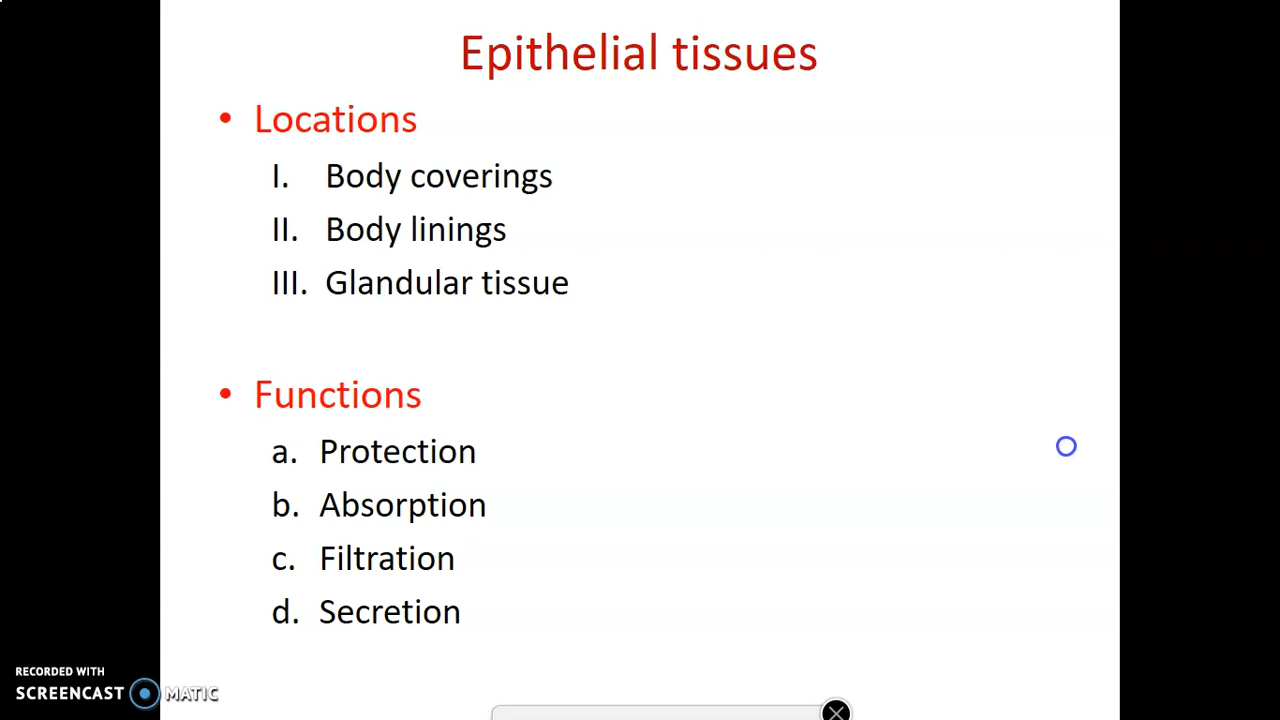 Epithelial tissues
• Locations
I. Body coverings
II. Body linings
III. Glandular tissue
• Functions
a. Protection
b. Absorption
c. Filtration
d. Secretion
RECORDED WITH
SCREENCAST MATIC